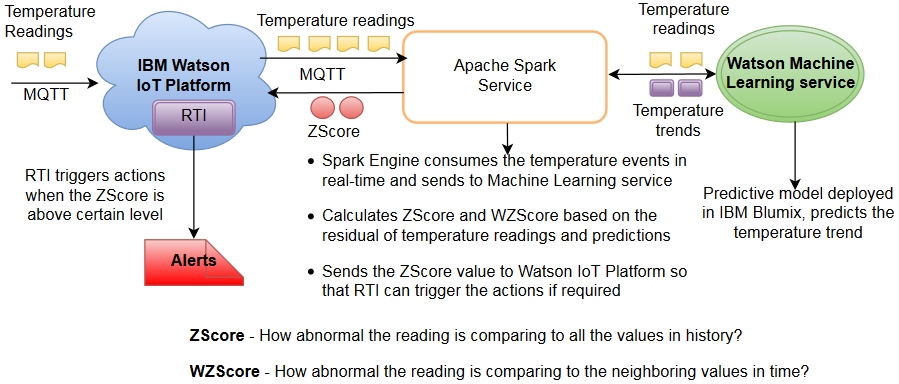 Temperature
Readings
MQTT
IBM Watson
IoT Platform
RTI
Temperature readings
MQTT
ZScore
Apache Spark
Service
Temperature
readings
Temperature
trends
Watson Machine
Learning service
RTI triggers actions
when the ZScore is
above certain level
Alerts
• Spark Engine consumes the temperature events in
real-time and sends to Machine Learning service
• Calculates ZScore and WZScore based on the
residual of temperature readings and predictions
• Sends the ZScore value to Watson IoT Platform so
that RTI can trigger the actions if required
Predictive model deployed
in IBM Blumix, predicts the
temperature trend
ZScore - How abnormal the reading is comparing to all the values in history?
WZScore - How abnormal the reading is comparing to the neighboring values in time?